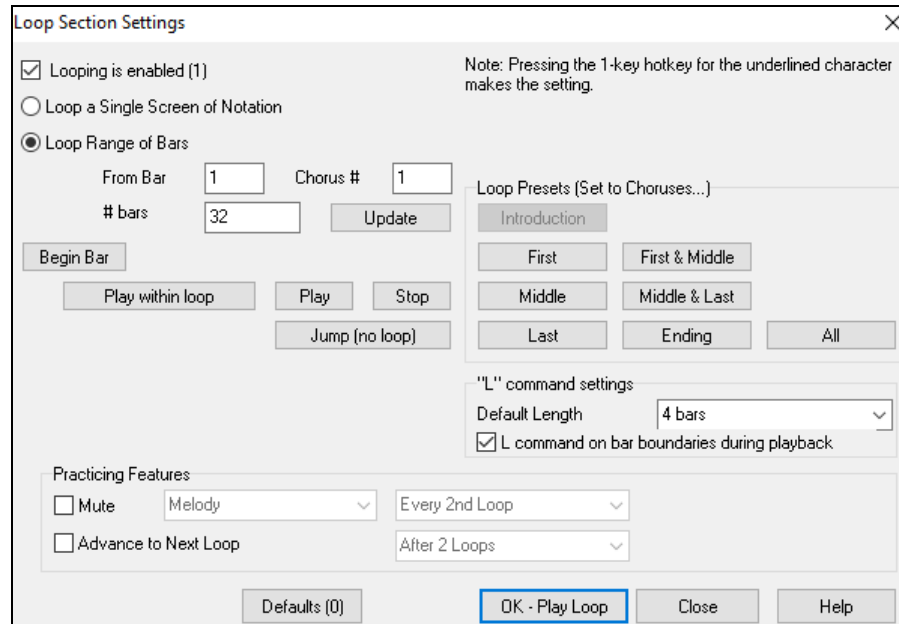 Loop Section Settings
Looping is enabled (1)
Note: Pressing the 1-key hotkey for the underlined character
makes the setting.
Loop a Single Screen of Notation
Loop Range of Bars
From Bar 1 Chorus # 1
# bars 32 Update
Begin Bar
Play within loop Play Stop
Jump (no loop)
Loop Presets (Set to Choruses...)
Introduction
First First & Middle
Middle Middle & Last
Last Ending All
"L" command settings
Default Length 4 bars
L command on bar boundaries during playback
Practicing Features
Mute Melody Every 2nd Loop
Advance to Next Loop After 2 Loops
Defaults (0) OK - Play Loop Close Help